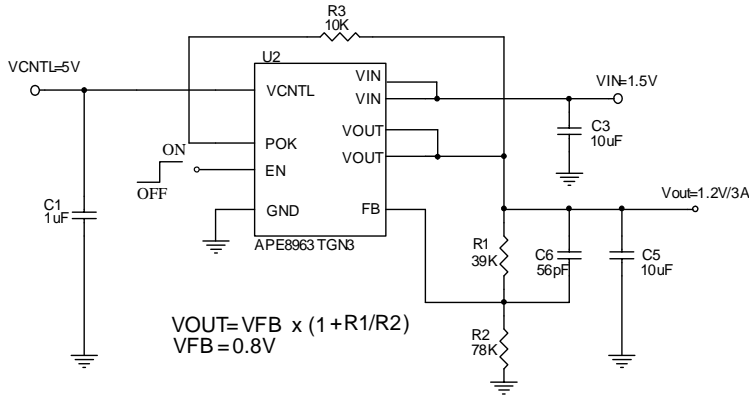 R3
10K
U2
VCNTL=5V
VCNTL
VIN
VIN
VIN=1.5V
POK
VOUT
VOUT
C3
10uF
ON
OFF
EN
GND
FB
Vout=1.2V/3A
C1
1uF
APE8963 TGN3
R1
39K
C6
56pF
C5
10uF
VOUT=VFB x (1+R1/R2)
VFB=0.8V
R2
78K